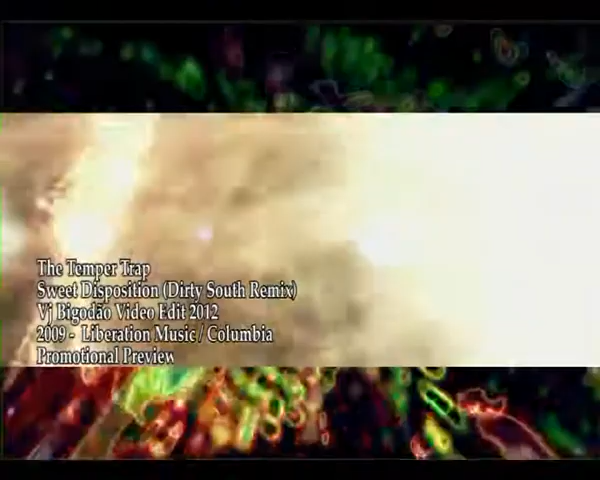 The Temper Trap
Sweet Disposition (Dirty South Remix)
Vj Bigodão Video Edit 2012
2009 - Liberation Music / Columbia
Promotional Preview